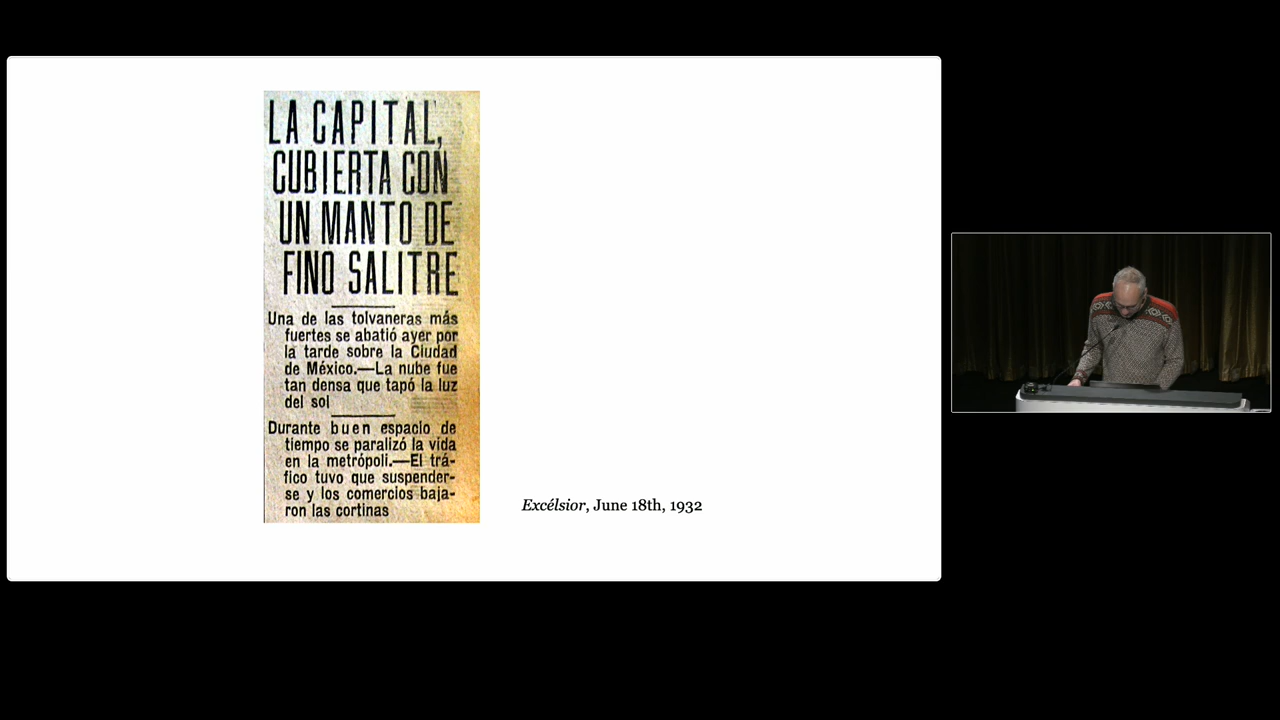 LA CAPITAL,
CUBIERTA CON
UN MANTO DE
FINO SALITRE
Una de las tolvaneras más
fuertes se abatió ayer por
la tarde sobre la Ciudad
de México.—La nube fue
tan densa que tapó la luz
del sol
Durante buen espacio de
tiempo se paralizó la vida
en la metrópoli.—El trá-
fico tuvo que suspender-
se y los comercios baja-
ron las cortinas
Excélsior, June 18th, 1932